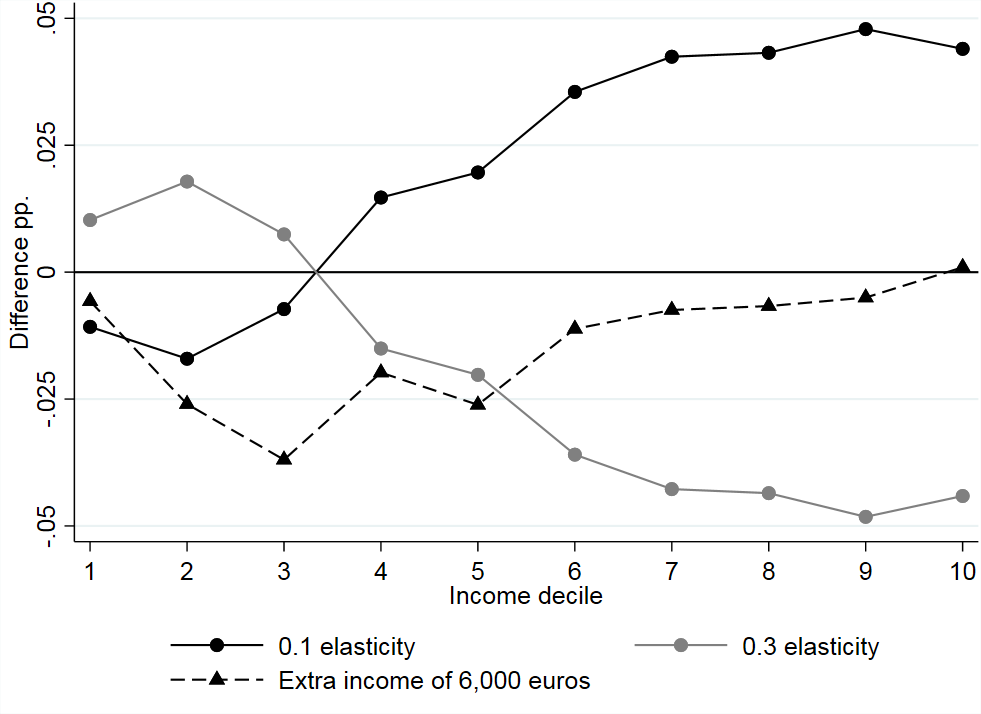 .05
.025
0
-.025
-.05
Difference pp.
1 2 3 4 5 6 7 8 9 10
Income decile
0.1 elasticity 0.3 elasticity
Extra income of 6,000 euros